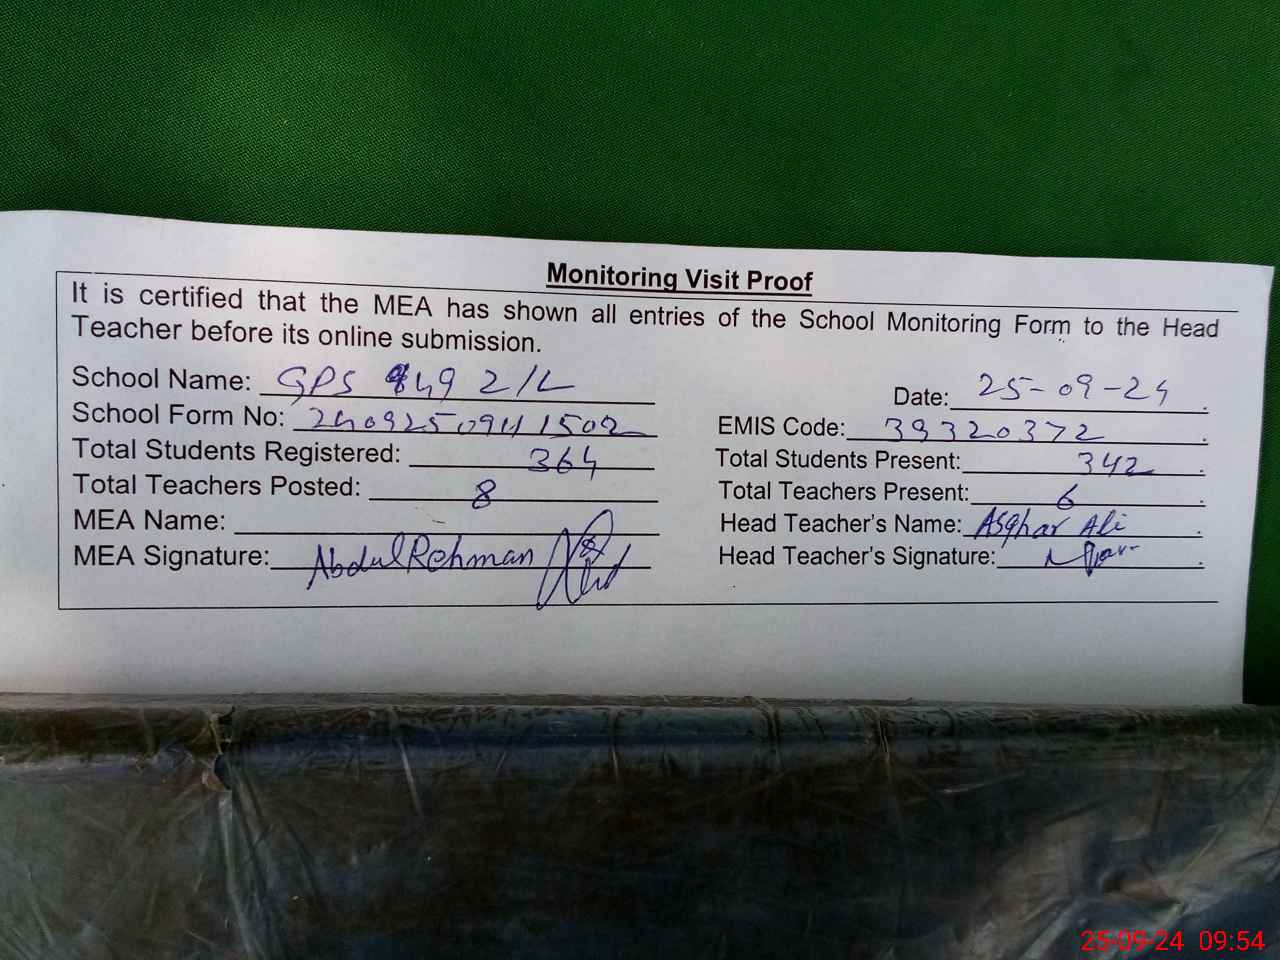 Monitoring Visit Proof
It is certified that the MEA has shown all entries of the School Monitoring Form to the Head
Teacher before its online submission.
School Name: GPS 49 2/L
Date: 25-09-24
School Form No:
EMIS Code: 39320372
Total Students Registered: 364
Total Students Present: 342
Total Teachers Posted: 8
Total Teachers Present: 6
MEA Name:
Head Teacher's Name: Asghar Ali
MEA Signature: Abdul Rehman
Head Teacher's Signature:
25-09-24 09:54